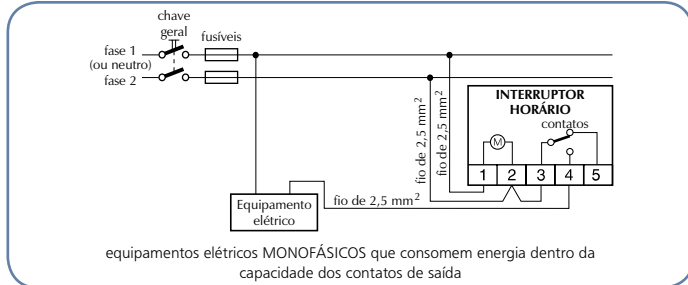 chave
geral
fusíveis
fase 1
(ou neutro)
fase 2
INTERRUPTOR
HORÁRIO
contatos
M
fio de 2,5 mm²
fio de 2,5 mm²
1 2 3 4 5
Equipamento
elétrico
fio de 2,5 mm²
equipamentos elétricos MONOFÁSICOS que consomem energia dentro da
capacidade dos contatos de saída